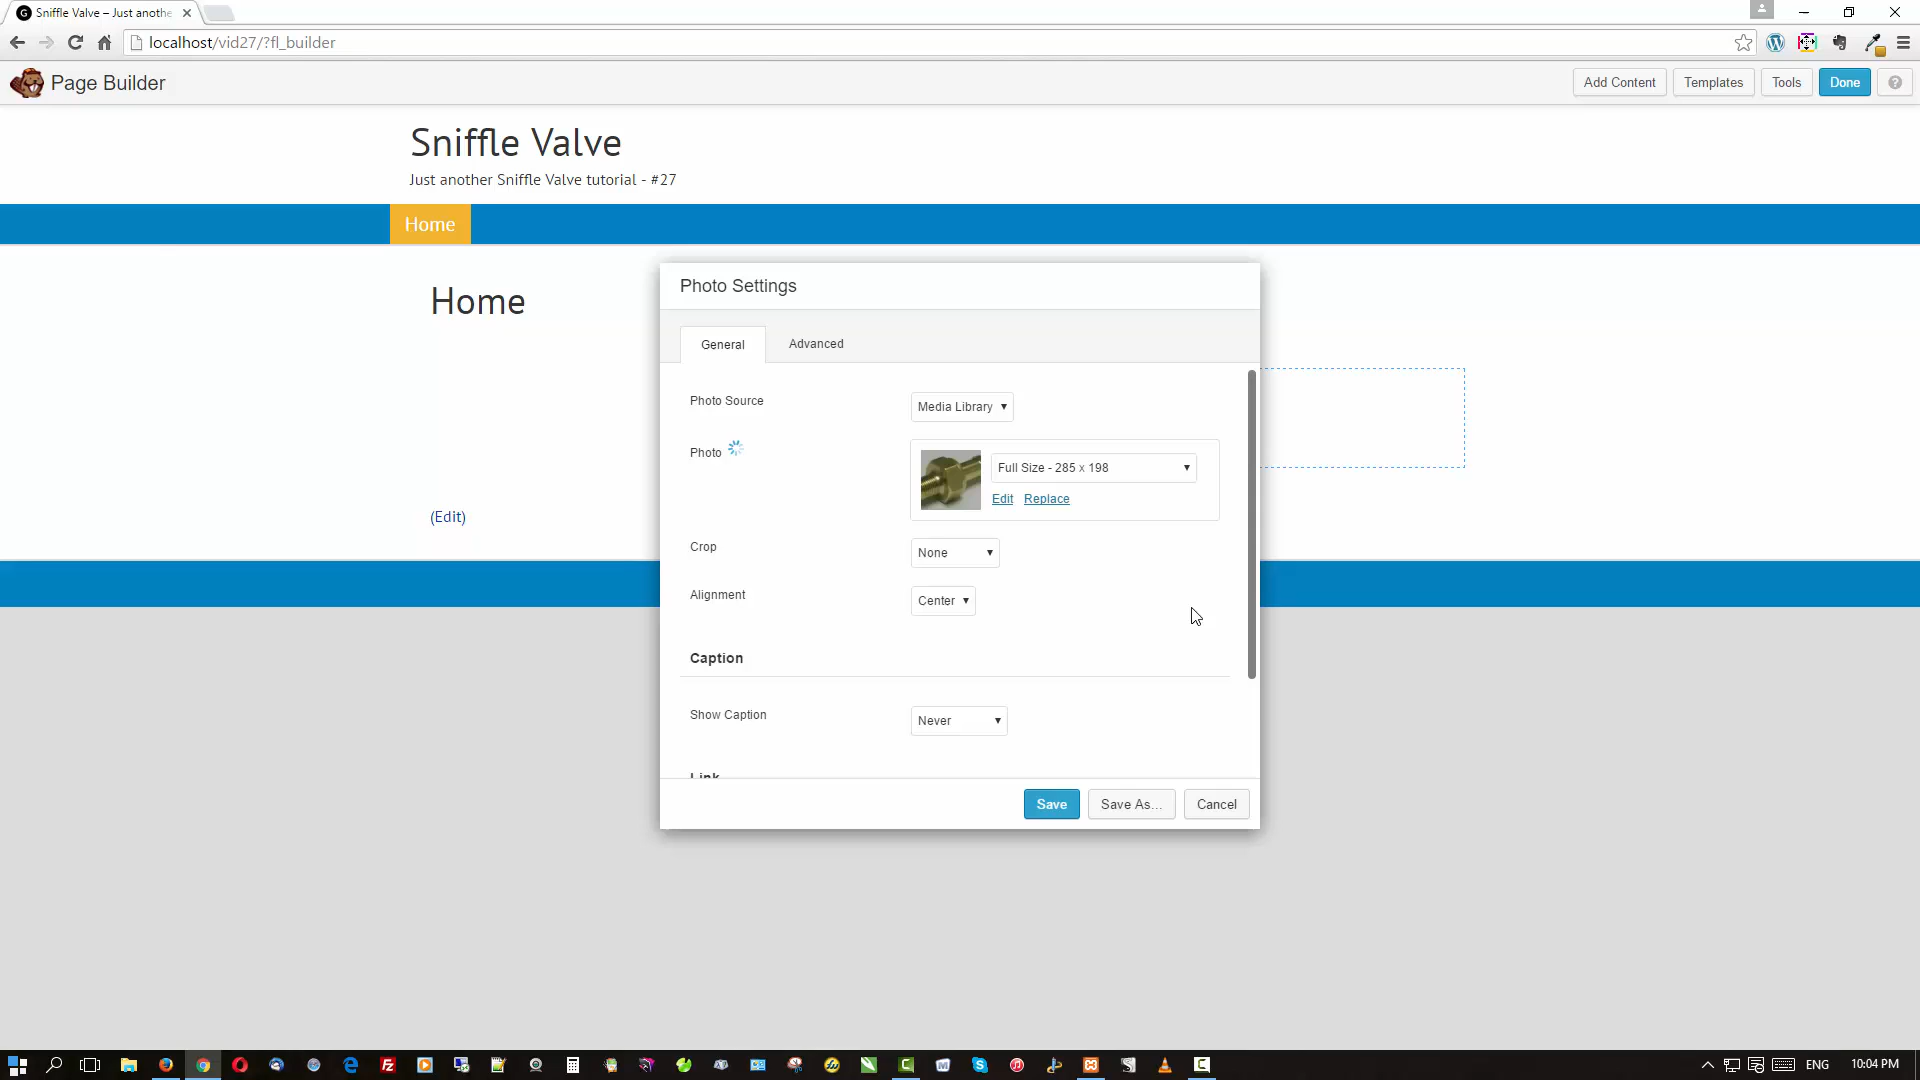 Sniffle Valve – Just anothe
localhost/vid27/?fl_builder
Page Builder
Add Content
Templates
Tools
Done
Sniffle Valve
Just another Sniffle Valve tutorial - #27
Home
Home
(Edit)
Photo Settings
General
Advanced
Photo Source
Media Library
Photo
Full Size - 285 x 198
Edit
Replace
Crop
None
Alignment
Center
Caption
Show Caption
Never
Link
Save
Save As...
Cancel
ENG
10:04 PM